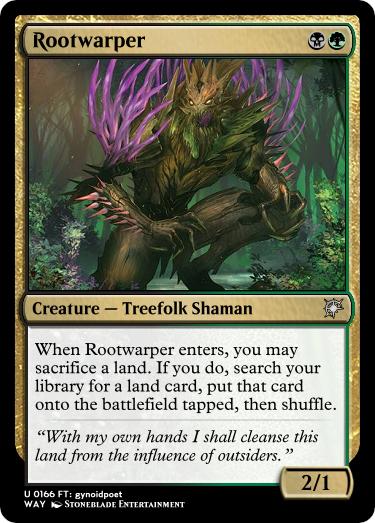 Rootwarper
Creature — Treefolk Shaman
When Rootwarper enters, you may
sacrifice a land. If you do, search your
library for a land card, put that card
onto the battlefield tapped, then shuffle.
“With my own hands I shall cleanse this
land from the influence of outsiders.”
2/1
U 0166 FT: gynoidpoet
WAY Stoneblade Entertainment